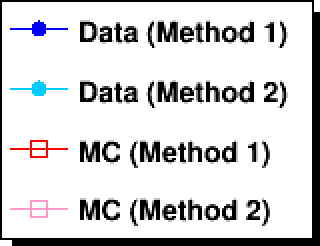 Data (Method 1)
Data (Method 2)
MC (Method 1)
MC (Method 2)